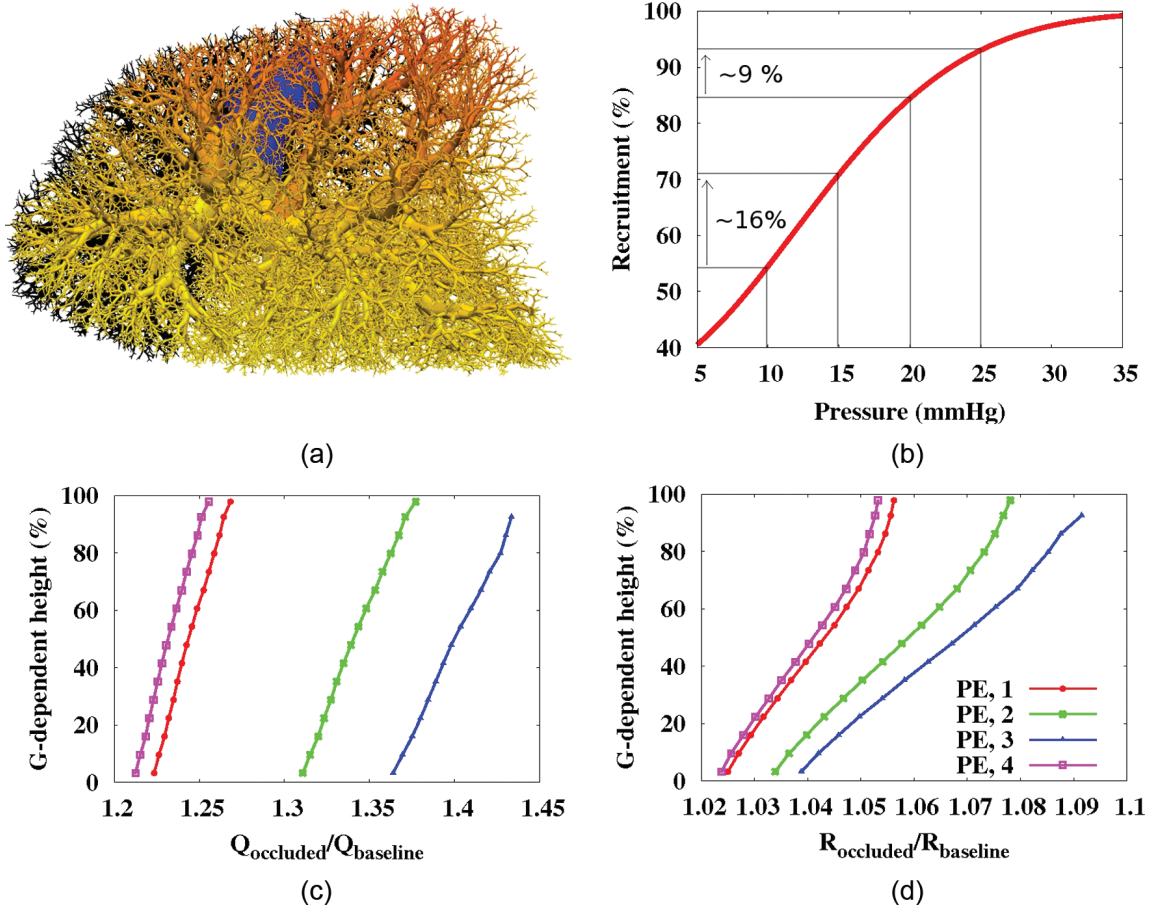 (a)
100
90
80
70
60
50
40
Recruitment (%)
~9 %
~16%
5 10 15 20 25 30 35
Pressure (mmHg)
(b)
100
80
60
40
20
0
G-dependent height (%)
1.2 1.25 1.3 1.35 1.4 1.45
Qoccluded/Qbaseline
(c)
100
80
60
40
20
0
G-dependent height (%)
PE, 1
PE, 2
PE, 3
PE, 4
1.02 1.03 1.04 1.05 1.06 1.07 1.08 1.09 1.1
Roccluded/Rbaseline
(d)